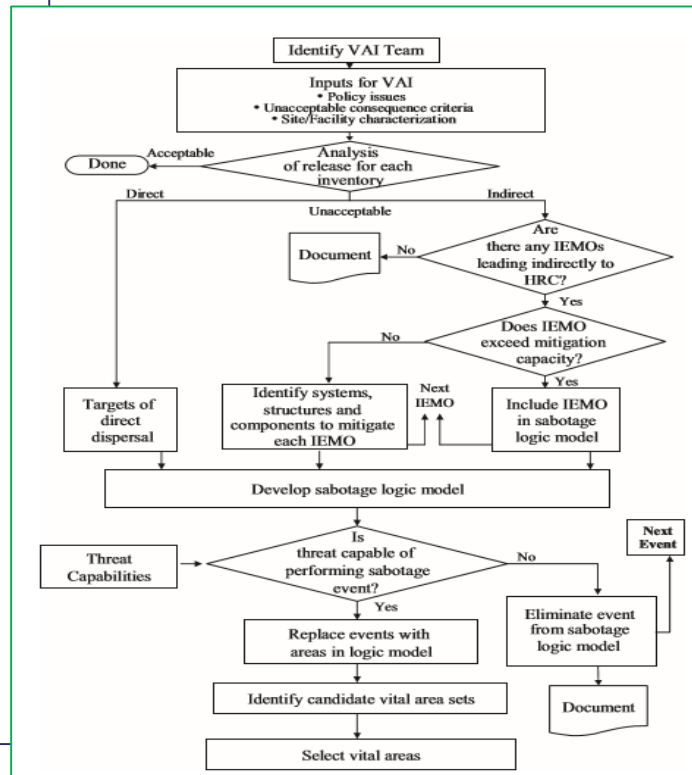 Identify VAI Team
Inputs for VAI
• Policy issues
• Unacceptable consequence criteria
• Site/Facility characterization
Analysis
of release for each
inventory
Acceptable
Done
Direct
Unacceptable
Indirect
Are
there any IEMOs
leading indirectly to
HRC?
No
Document
Yes
Does IEMO
exceed mitigation
capacity?
No
Yes
Targets of
direct
dispersal
Identify systems,
structures and
components to mitigate
each IEMO
Next
IEMO
Include IEMO
in sabotage
logic model
Develop sabotage logic model
Threat
Capabilities
Is
threat capable of
performing sabotage
event?
No
Next
Event
Yes
Eliminate event
from sabotage
logic model
Document
Replace events with
areas in logic model
Identify candidate vital area sets
Select vital areas